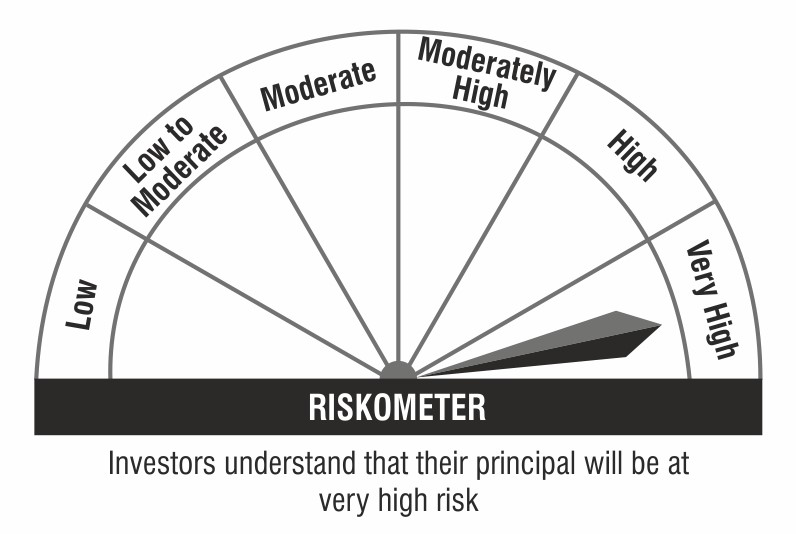 Low
Low to
Moderate
Moderate
Moderately
High
High
Very High
RISKOMETER
Investors understand that their principal will be at
very high risk